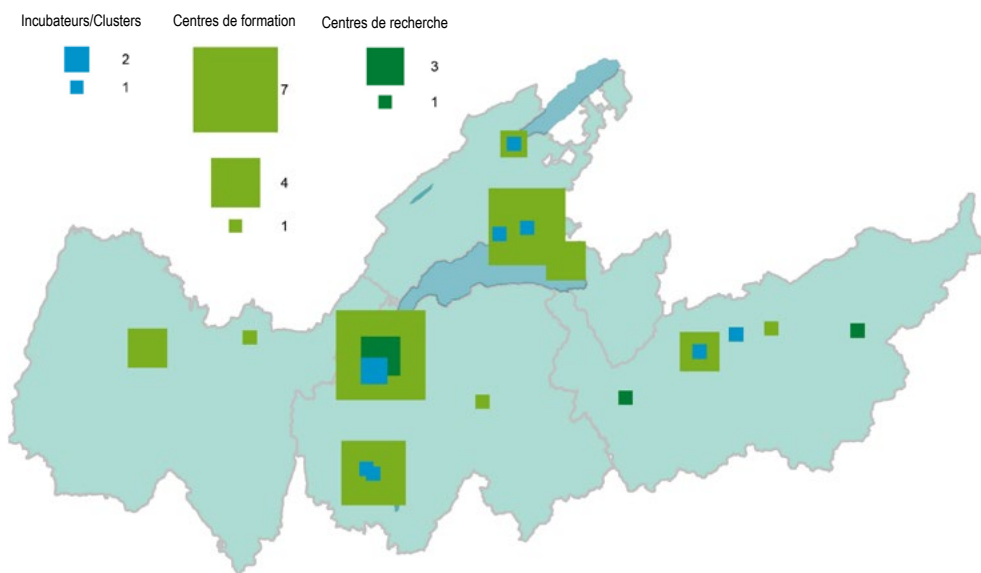 Incubateurs/Clusters
2
1
Centres de formation
7
4
1
Centres de recherche
3
1